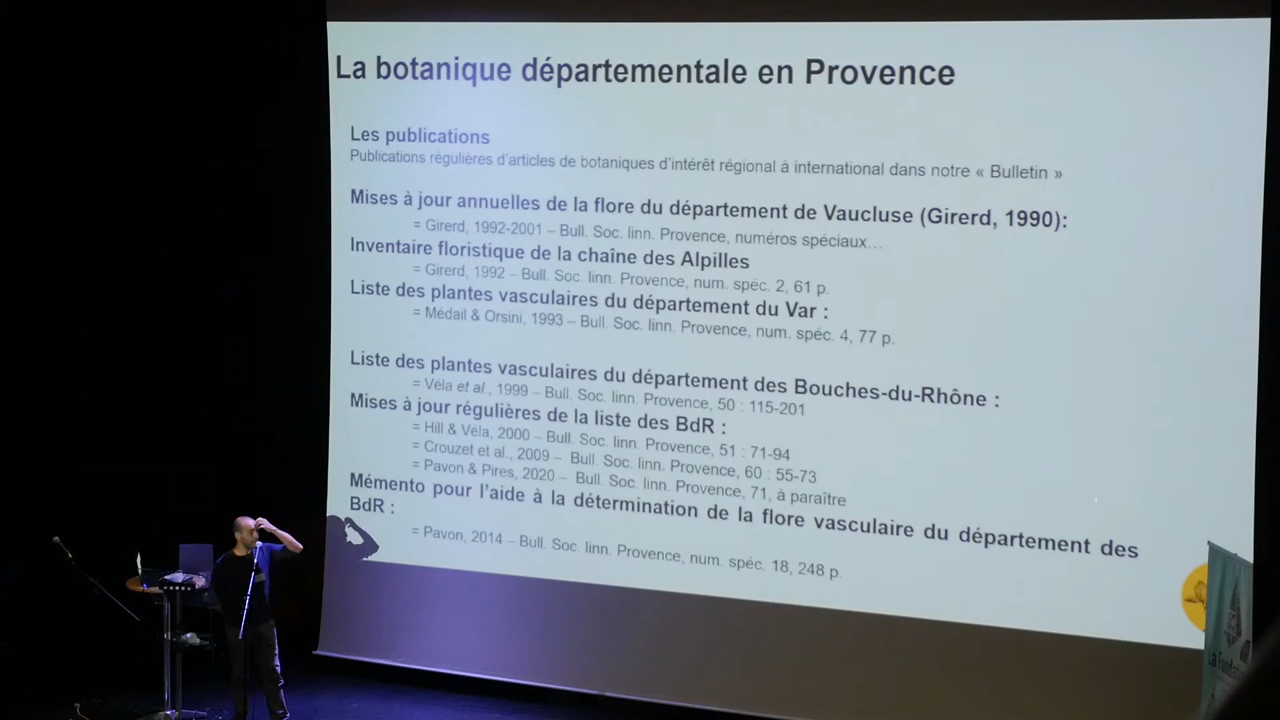 La botanique départementale en Provence
Les publications
Publications régulières d'articles de botaniques d'intérêt régional à international dans notre « Bulletin »
Mises à jour annuelles de la flore du département de Vaucluse (Girerd, 1990):
= Girerd, 1992-2001 – Bull. Soc. linn. Provence, numéros spéciaux…
Inventaire floristique de la chaîne des Alpilles
= Girerd, 1992 – Bull. Soc. linn. Provence, num. spéc. 2, 61 p.
Liste des plantes vasculaires du département du Var :
= Médail & Orsini, 1993 – Bull. Soc. linn. Provence, num. spéc. 4, 77 p.
Liste des plantes vasculaires du département des Bouches-du-Rhône :
= Véla et al., 1999 – Bull. Soc. linn. Provence, 50 : 115-201
Mises à jour régulières de la liste des BdR :
= Hill & Véla, 2000 – Bull. Soc. linn. Provence, 51 : 71-94
= Crouzet et al., 2009 – Bull. Soc. linn. Provence, 60 : 55-73
= Pavon & Pires, 2020 – Bull. Soc. linn. Provence, 71, à paraître
Mémento pour l'aide à la détermination de la flore vasculaire du département des
BdR :
= Pavon, 2014 – Bull. Soc. linn. Provence, num. spéc. 18, 248 p.
La